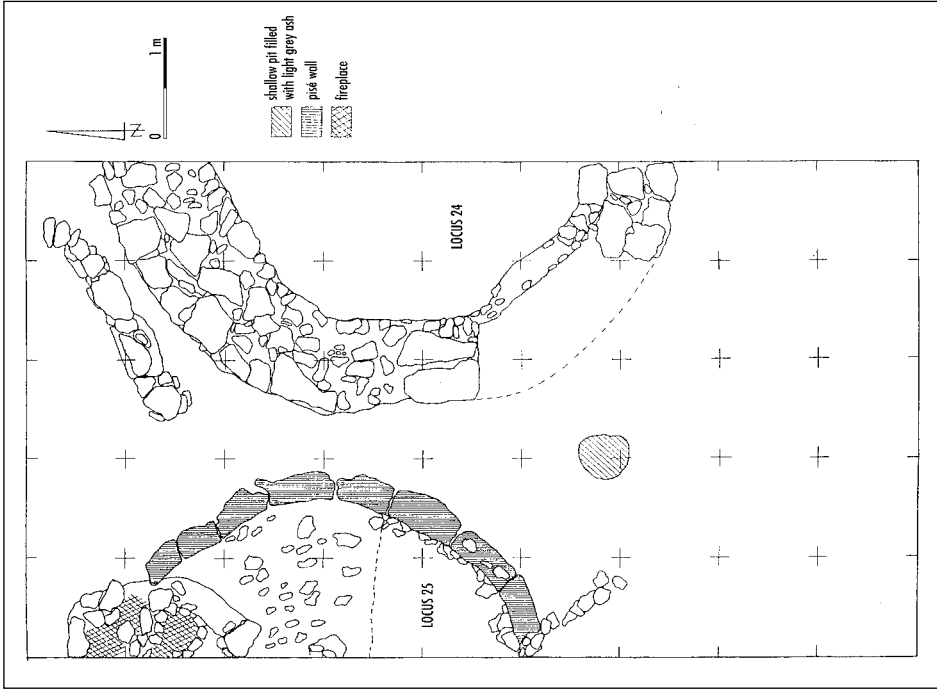 N
0 1 m
shallow pit filled
with light grey ash
pisé wall
fireplace
LOCUS 24
LOCUS 25